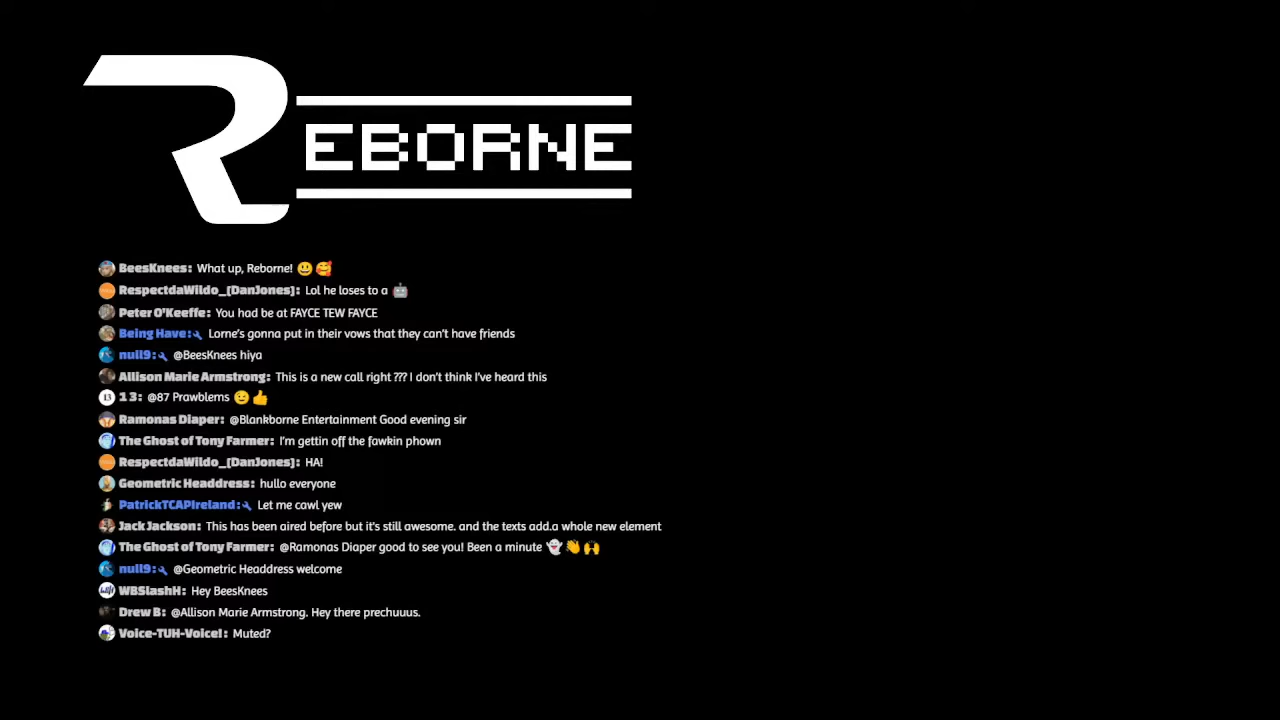 REBORNE
BeesKnees: What up, Reborne! 😃 🥰
RespectdaWildo_(DanJones): Lol he loses to a 🤖
Peter O'Keeffe: You had be at FAYCE TEW FAYCE
Being Have: Lorne's gonna put in their vows that they can't have friends
null9: @BeesKnees hiya
Allison Marie Armstrong: This is a new call right ??? I don't think I've heard this
13 1 3: @87 Prawblems 😉 👍
Ramonas Diaper: @Blankborne Entertainment Good evening sir
The Ghost of Tony Farmer: I'm gettin off the fawkin phown
RespectdaWildo_(DanJones): HA!
Geometric Headdress: hullo everyone
PatrickTCAPIreland: Let me cawl yew
Jack Jackson: This has been aired before but it's still awesome. and the texts add.a whole new element
The Ghost of Tony Farmer: @Ramonas Diaper good to see you! Been a minute 👻 👋 🙌
null9: @Geometric Headdress welcome
WBSlashH: Hey BeesKnees
Drew B: @Allison Marie Armstrong. Hey there prechuuus.
Voice-TUH-Voice!: Muted?